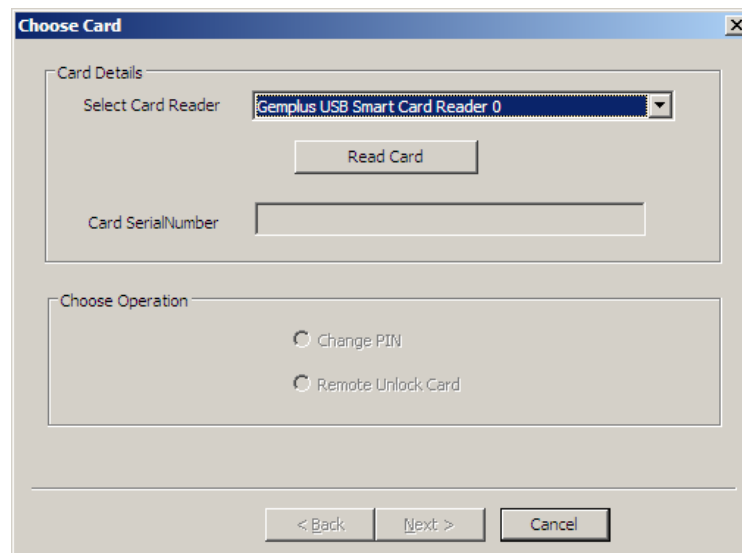 Choose Card
Card Details
Select Card Reader
Gemplus USB Smart Card Reader 0
Read Card
Card SerialNumber
Choose Operation
Change PIN
Remote Unlock Card
< Back
Next >
Cancel